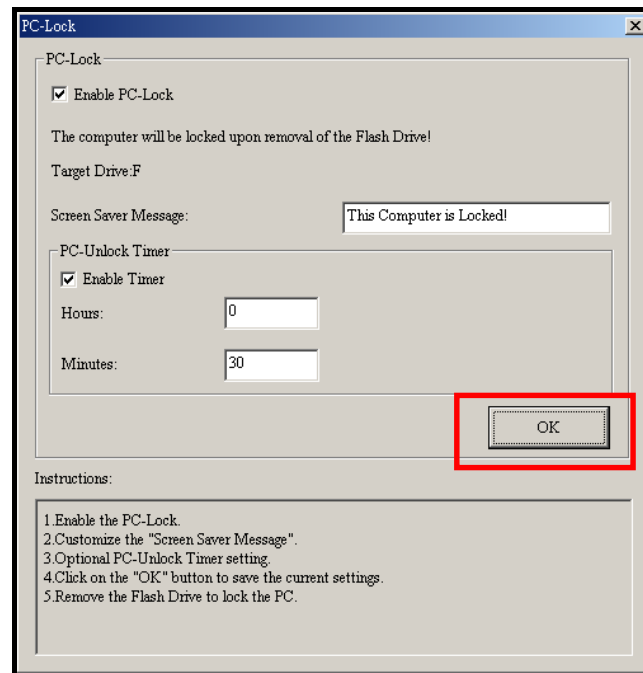 PC-Lock
PC-Lock
Enable PC-Lock
The computer will be locked upon removal of the Flash Drive!
Target Drive:F
Screen Saver Message: This Computer is Locked!
PC-Unlock Timer
Enable Timer
Hours: 0
Minutes: 30
OK
Instructions:
1.Enable the PC-Lock.
2.Customize the "Screen Saver Message".
3.Optional PC-Unlock Timer setting.
4.Click on the "OK" button to save the current settings.
5.Remove the Flash Drive to lock the PC.